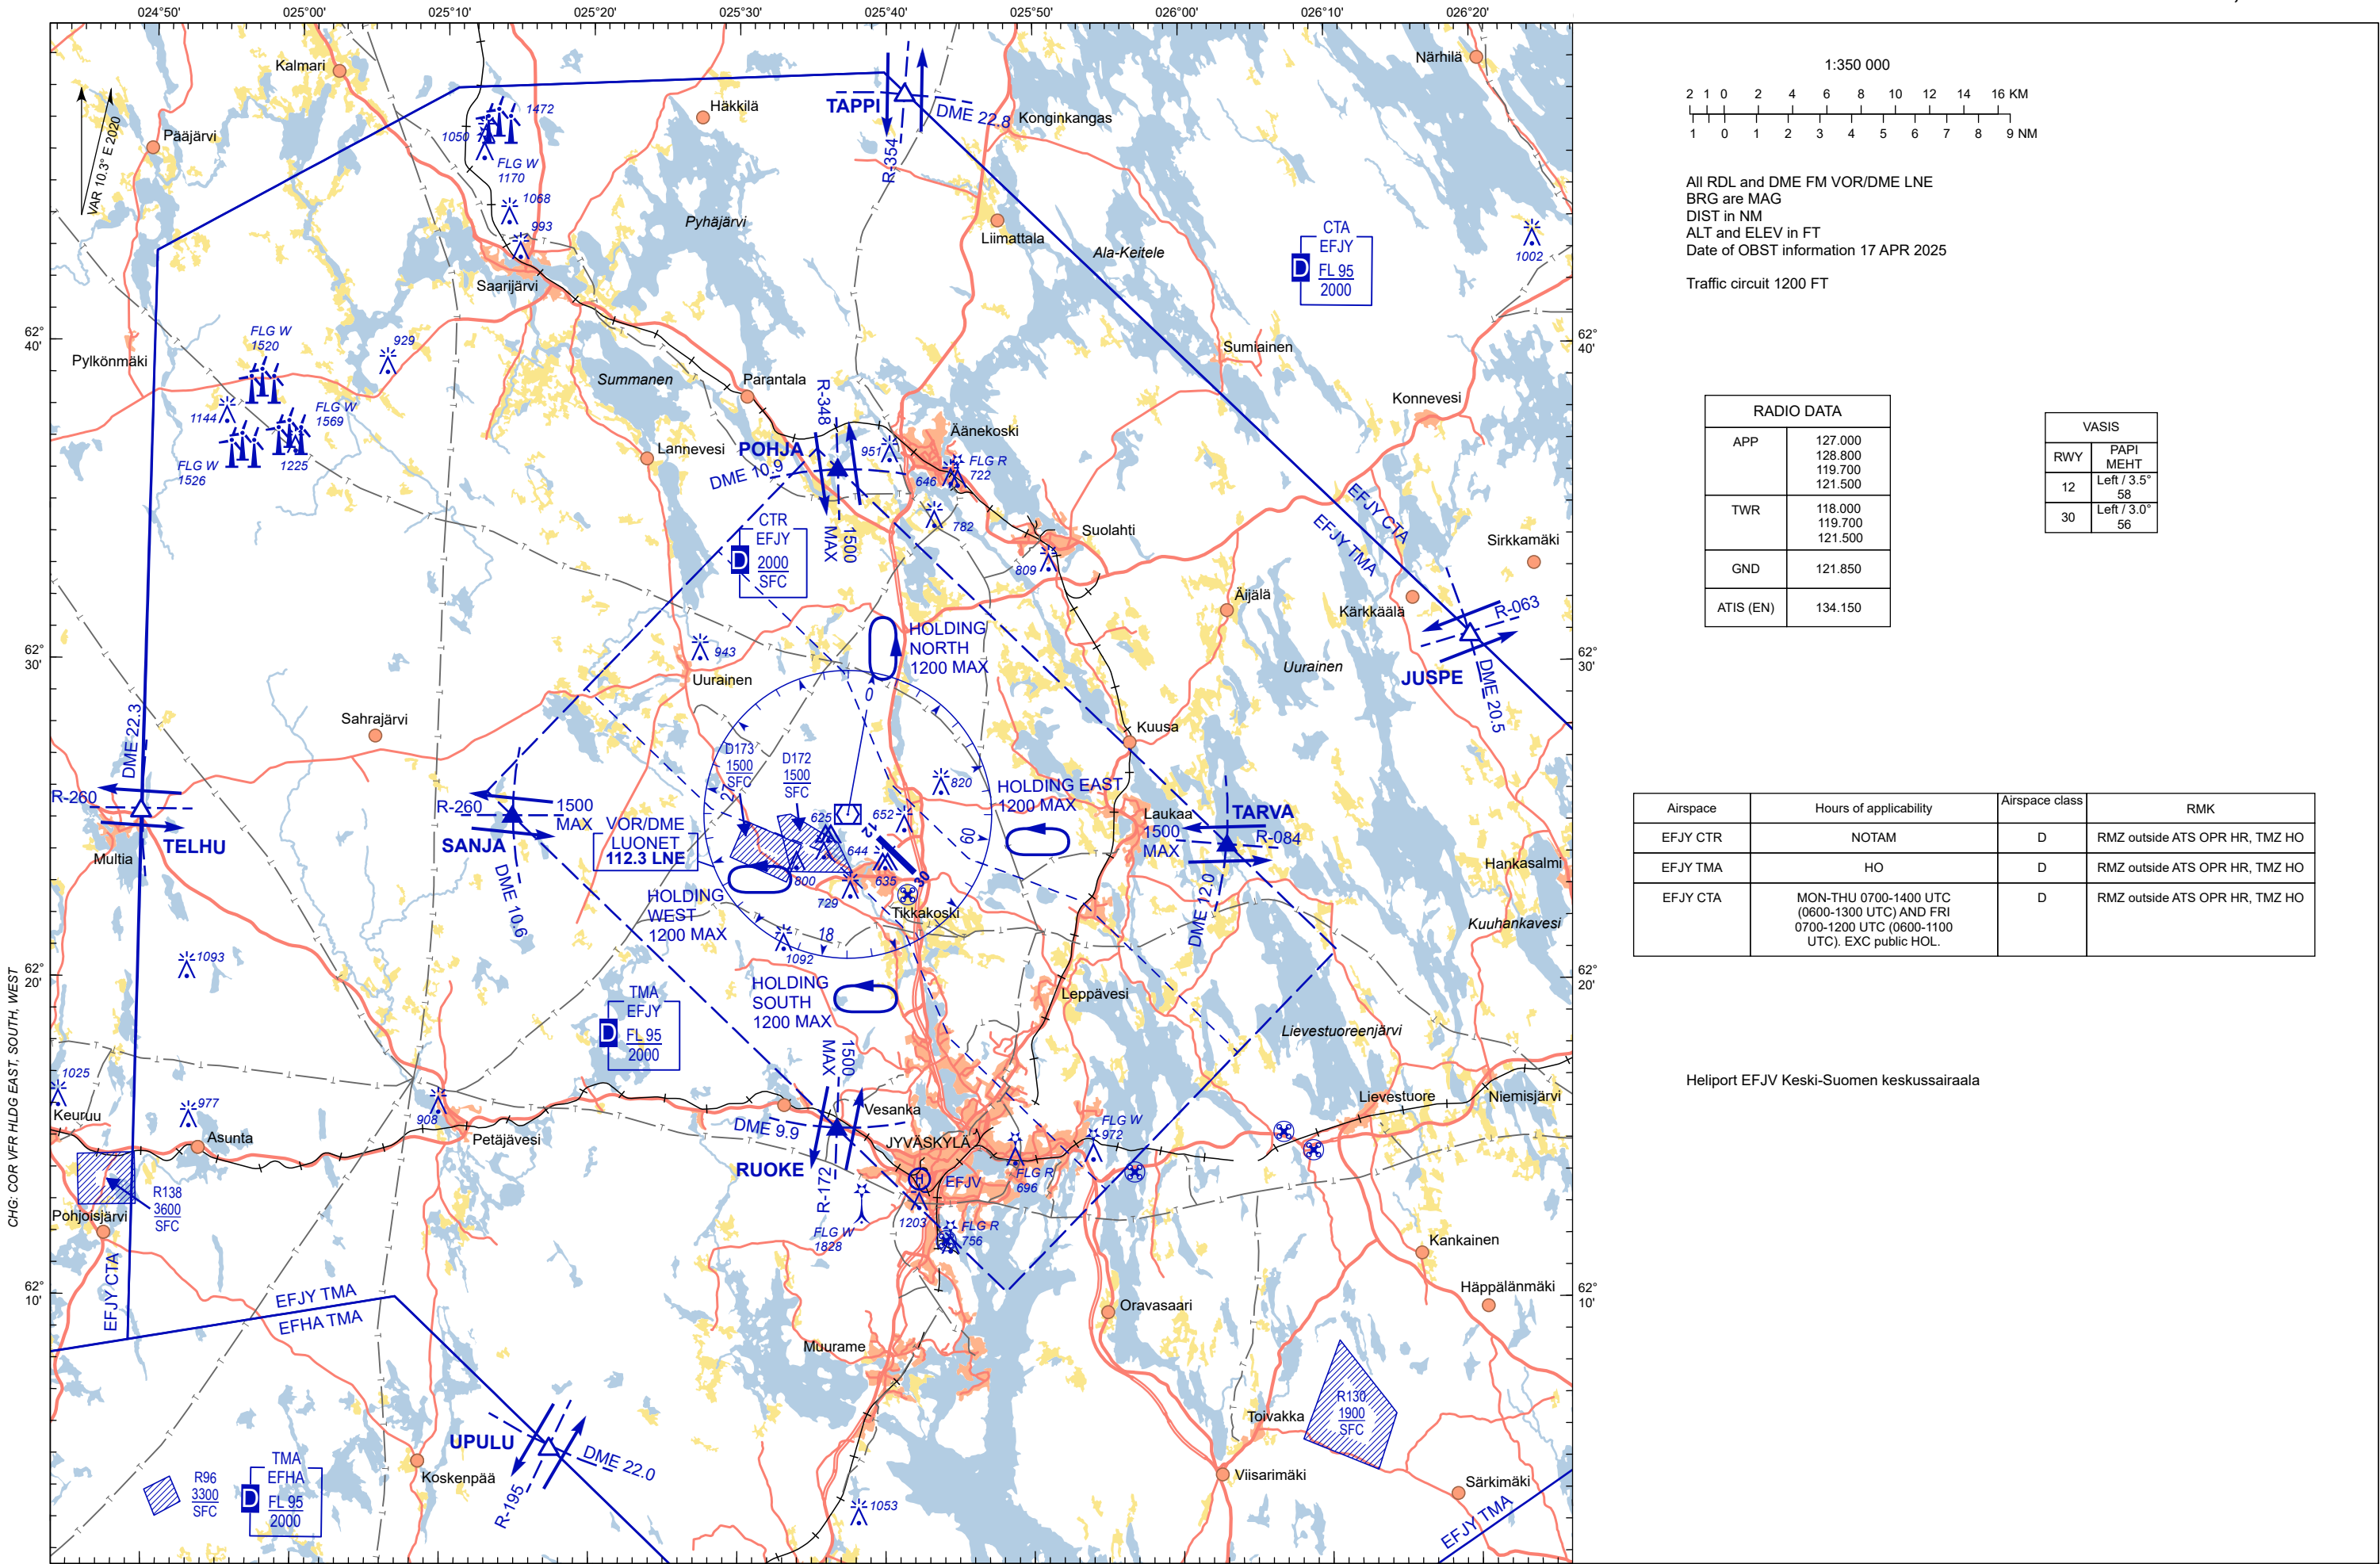 024°50'
025°00'
025°10'
025°20'
025°30'
025°40'
025°50'
026°00'
026°10'
026°20'
Kalmari
Närhilä
Pääjärvi
VAR 10.3° E 2020
1472
1050
FLG W
1170
1068
993
Häkkilä
TAPPI
DME 22.8
R-354
Konginkangas
Pyhäjärvi
Liimattala
Ala-Keitele
CTA
EFJY
D
FL 95
2000
1002
Saarijärvi
62°
40'
62°
40'
Pylkönmäki
FLG W
1520
929
1144
FLG W
1569
FLG W
1526
1225
Summanen
Parantala
Sumiainen
Konnevesi
R-348
Lannevesi
POHJA
DME 10.9
951
Äänekoski
FLG R
722
646
782
1500
MAX
CTR
EFJY
D
2000
SFC
Suolahti
809
EFJY CTA
EFJY TMA
Sirkkamäki
Äijälä
Kärkkäälä
R-063
JUSPE
DME 20.5
HOLDING
NORTH
1200 MAX
943
Uurainen
Uurainen
62°
30'
62°
30'
Sahrajärvi
DME 22.3
R-260
TELHU
Multia
R-260
1500
MAX
SANJA
DME 10.6
VOR/DME
LUONET
112.3 LNE
D173
1500
SFC
D172
1500
SFC
0
09
18
27
625
652
820
644
635
800
729
12
30
Tikkakoski
Kuusa
HOLDING EAST
1200 MAX
Laukaa
1500
MAX
TARVA
R-084
DME 12.0
Hankasalmi
Kuuhankavesi
HOLDING
WEST
1200 MAX
1092
1093
62°
20'
62°
20'
HOLDING
SOUTH
1200 MAX
TMA
EFJY
D
FL 95
2000
Leppävesi
Lievestuoreenjärvi
1500
MAX
1025
Keuruu
977
Asunta
908
Petäjävesi
Vesanka
DME 9.9
RUOKE
R-172
JYVÄSKYLÄ
H
EFJV
1203
FLG W
1828
FLG R
756
FLG R
696
FLG W
972
Lievestuore
Niemisjärvi
R138
3600
SFC
Pohjoisjärvi
EFJY CTA
EFJY TMA
EFHA TMA
Kankainen
Häppälänmäki
62°
10'
62°
10'
Oravasaari
Muurame
R130
1900
SFC
Toivakka
Viisarimäki
Särkimäki
EFJY TMA
UPULU
DME 22.0
R-195
Koskenpää
R96
3300
SFC
TMA
EFHA
D
FL 95
2000
1053
CHG: COR VFR HLDG EAST, SOUTH, WEST
1:350 000
2 1 0 2 4 6 8 10 12 14 16 KM
1 0 1 2 3 4 5 6 7 8 9 NM
All RDL and DME FM VOR/DME LNE
BRG are MAG
DIST in NM
ALT and ELEV in FT
Date of OBST information 17 APR 2025
Traffic circuit 1200 FT
RADIO DATA
APP 127.000
128.800
119.700
121.500
TWR 118.000
119.700
121.500
GND 121.850
ATIS (EN) 134.150
VASIS
RWY PAPI
MEHT
12 Left / 3.5°
58
30 Left / 3.0°
56
Airspace Hours of applicability Airspace class RMK
EFJY CTR NOTAM D RMZ outside ATS OPR HR, TMZ HO
EFJY TMA HO D RMZ outside ATS OPR HR, TMZ HO
EFJY CTA MON-THU 0700-1400 UTC D RMZ outside ATS OPR HR, TMZ HO
(0600-1300 UTC) AND FRI
0700-1200 UTC (0600-1100
UTC). EXC public HOL.
Heliport EFJV Keski-Suomen keskussairaala